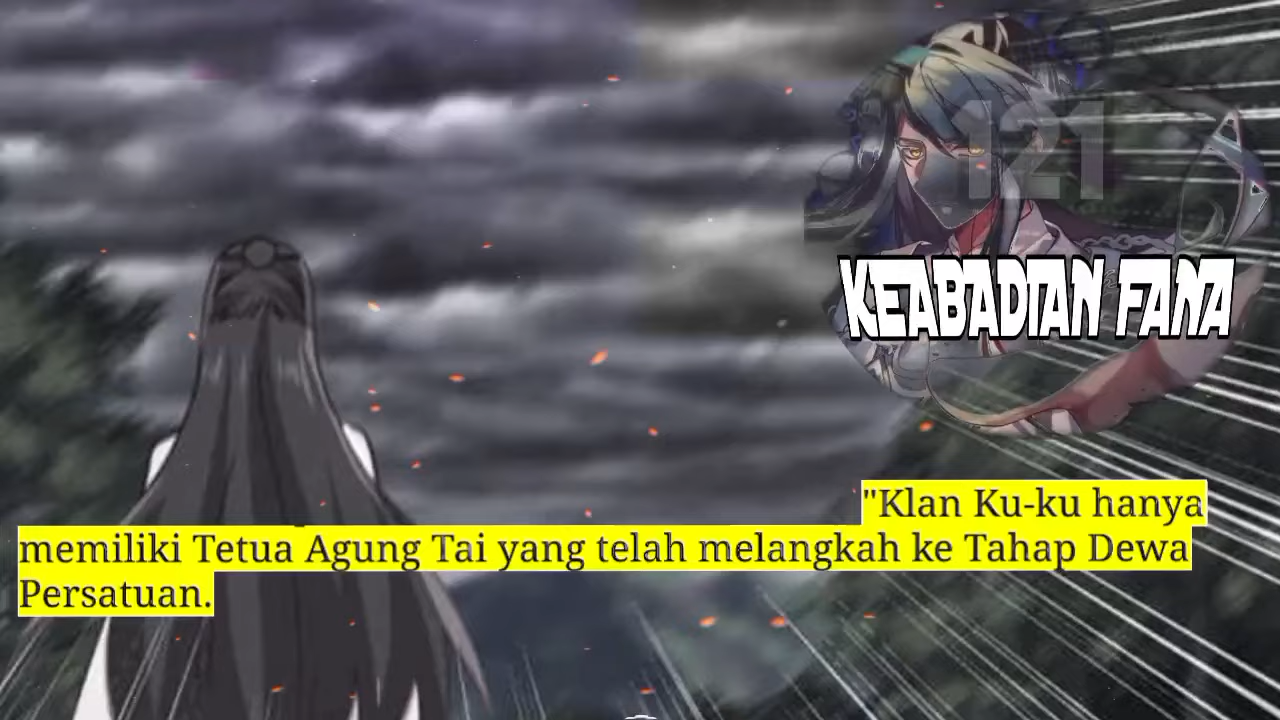 121
KEABADIAN FANA
"Klan Ku-ku hanya
memiliki Tetua Agung Tai yang telah melangkah ke Tahap Dewa
Persatuan.